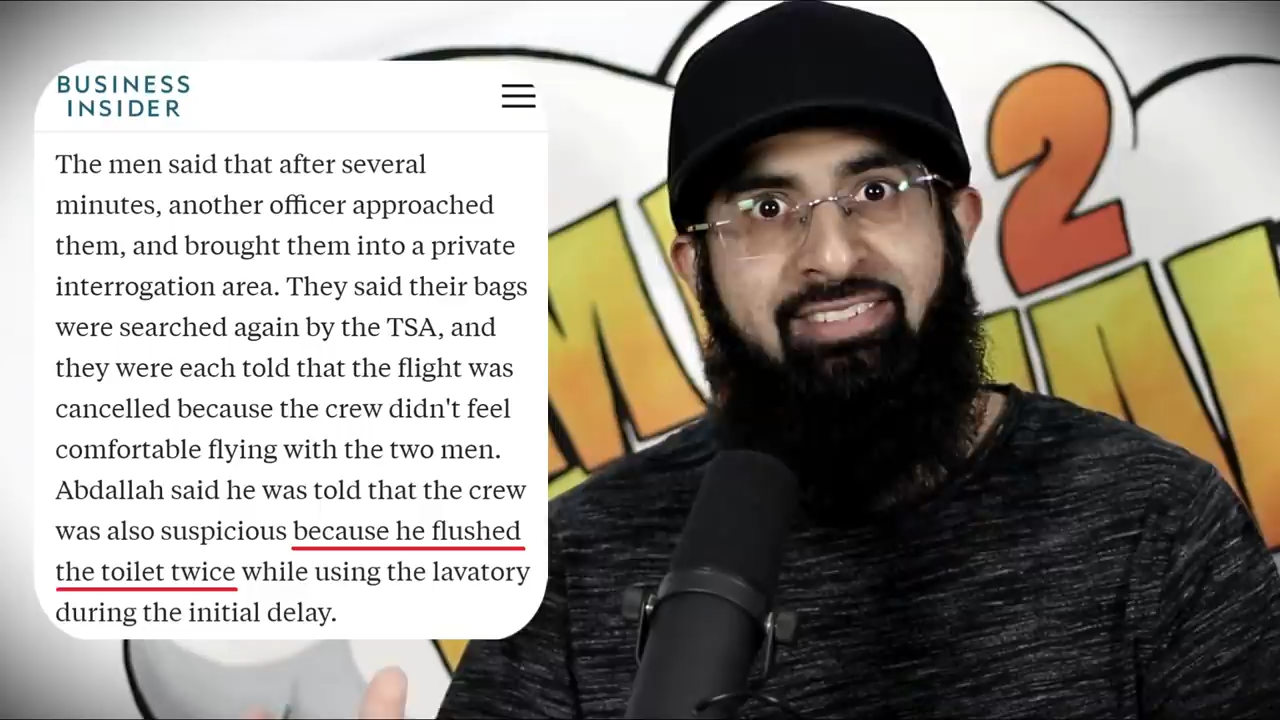 BUSINESS
INSIDER
The men said that after several
minutes, another officer approached
them, and brought them into a private
interrogation area. They said their bags
were searched again by the TSA, and
they were each told that the flight was
cancelled because the crew didn't feel
comfortable flying with the two men.
Abdallah said he was told that the crew
was also suspicious because he flushed
the toilet twice while using the lavatory
during the initial delay.
2